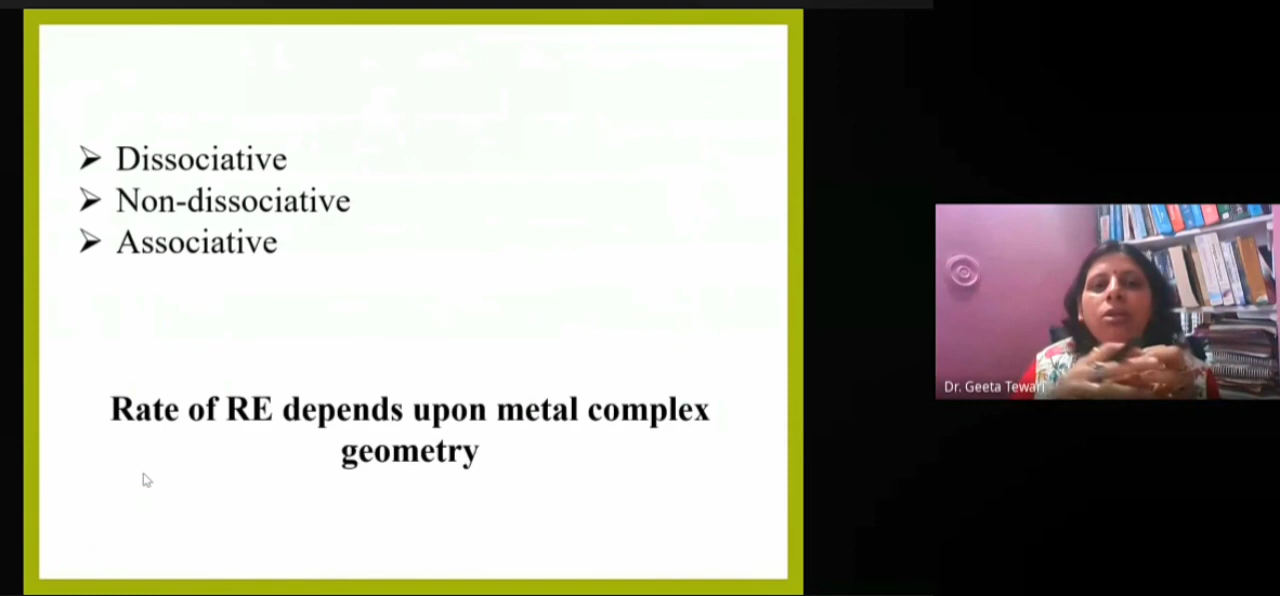 ➢ Dissociative
➢ Non-dissociative
➢ Associative
Rate of RE depends upon metal complex
geometry
Dr. Geeta Tewari